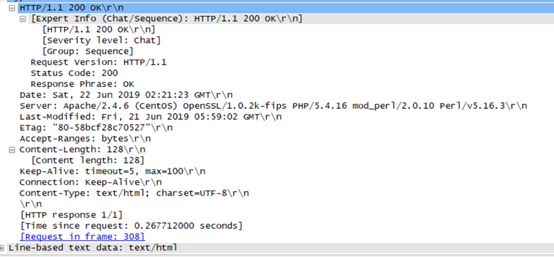 HTTP/1.1 200 OK\r\n
[Expert Info (Chat/Sequence): HTTP/1.1 200 OK\r\n]
[HTTP/1.1 200 OK\r\n]
[Severity level: Chat]
[Group: Sequence]
Request Version: HTTP/1.1
Status Code: 200
Response Phrase: OK
Date: Sat, 22 Jun 2019 02:21:23 GMT\r\n
Server: Apache/2.4.6 (CentOS) OpenSSL/1.0.2k-fips PHP/5.4.16 mod_perl/2.0.10 Perl/v5.16.3\r\n
Last-Modified: Fri, 21 Jun 2019 05:59:02 GMT\r\n
ETag: "80-58bcf28c70527"\r\n
Accept-Ranges: bytes\r\n
Content-Length: 128\r\n
[Content length: 128]
Keep-Alive: timeout=5, max=100\r\n
Connection: Keep-Alive\r\n
Content-Type: text/html; charset=UTF-8\r\n
\r\n
[HTTP response 1/1]
[Time since request: 0.267712000 seconds]
[Request in frame: 308]
Line-based text data: text/html